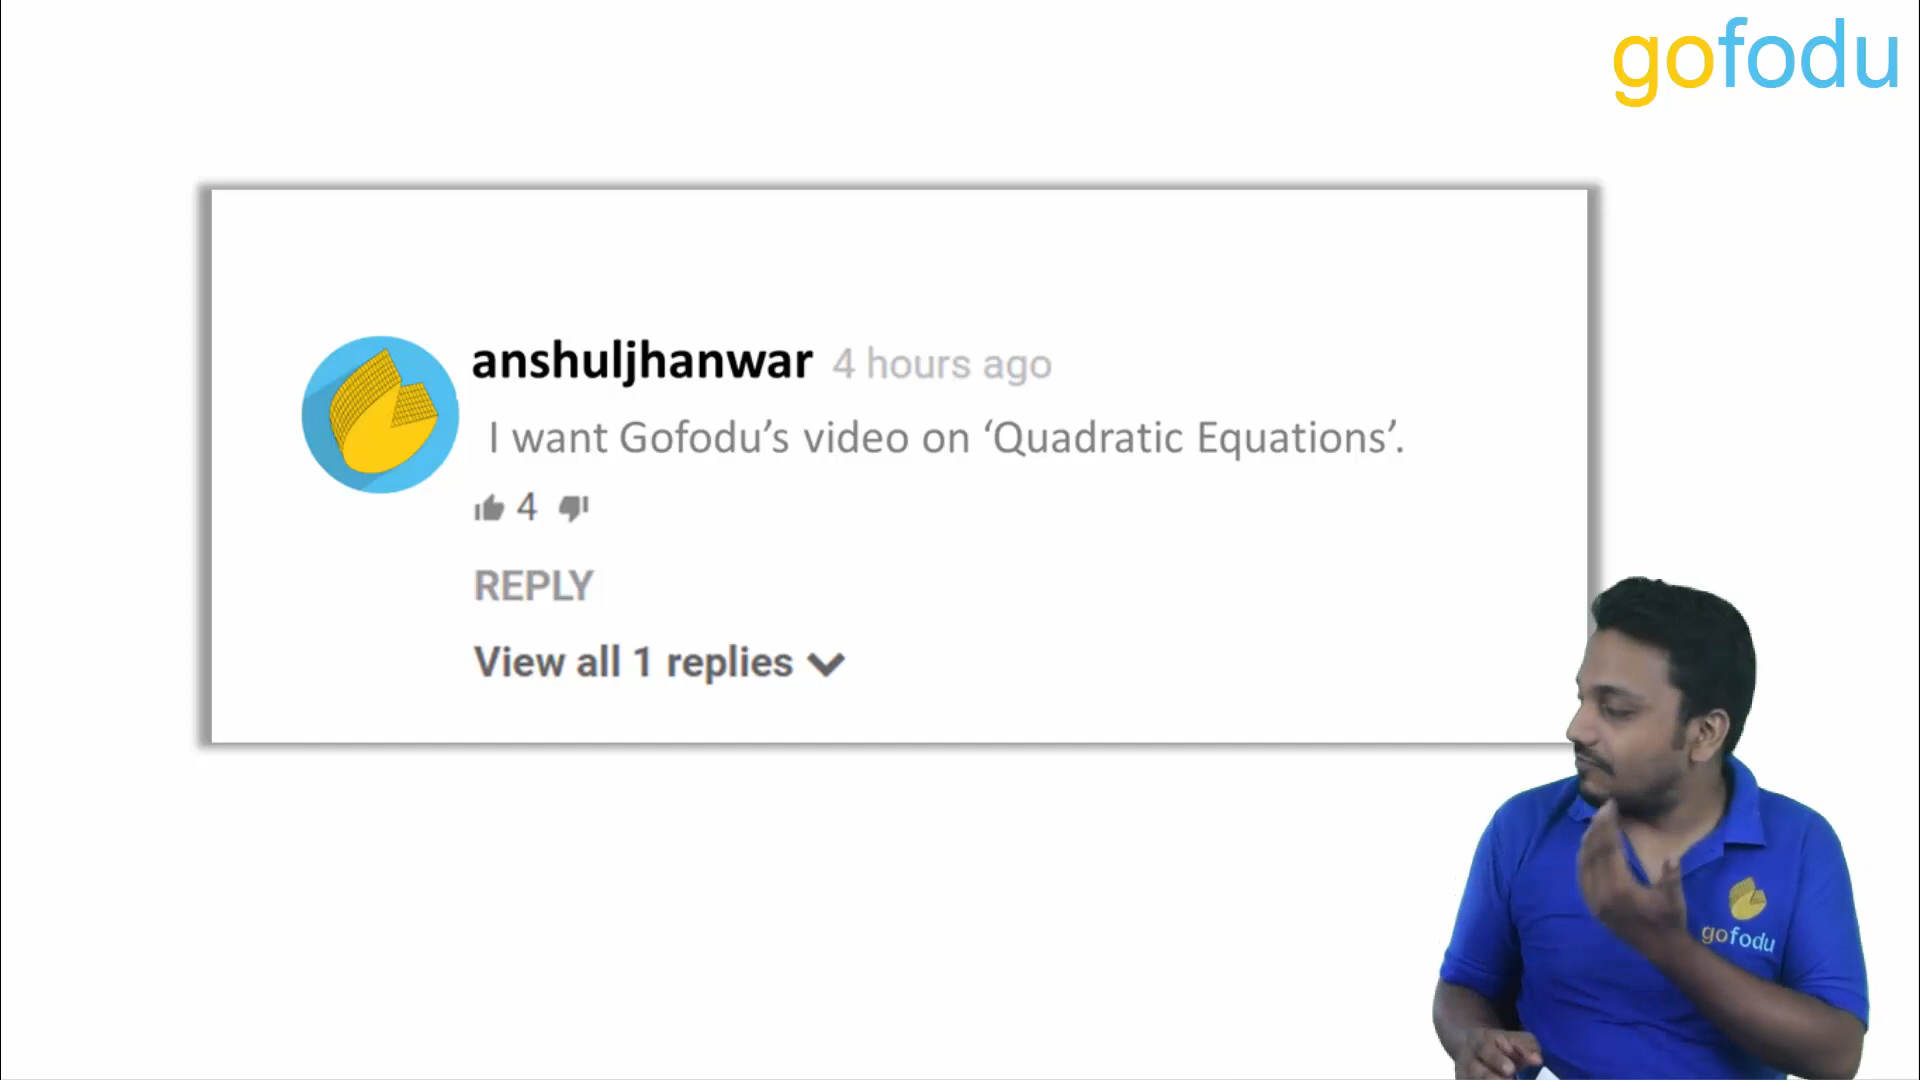 gofodu
anshuljhanwar 4 hours ago
I want Gofodu’s video on ‘Quadratic Equations’.
4
REPLY
View all 1 replies
gofodu